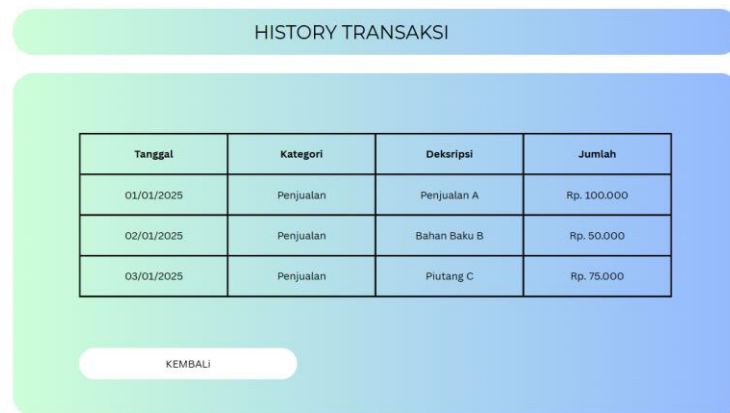 HISTORY TRANSAKSI
Tanggal Kategori Deksripsi Jumlah
01/01/2025 Penjualan Penjualan A Rp. 100.000
02/01/2025 Penjualan Bahan Baku B Rp. 50.000
03/01/2025 Penjualan Piutang C Rp. 75.000
KEMBALi